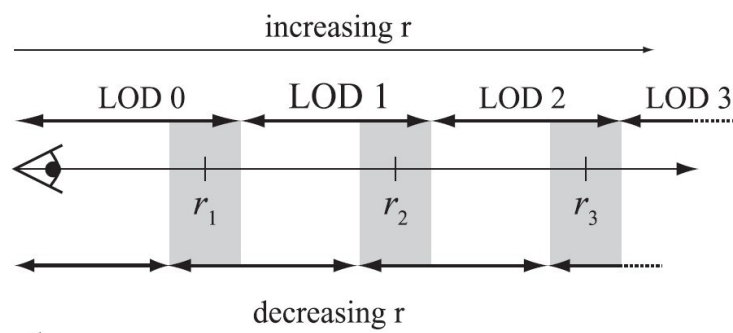 increasing r
LOD 0 LOD 1 LOD 2 LOD 3
r1 r2 r3
decreasing r